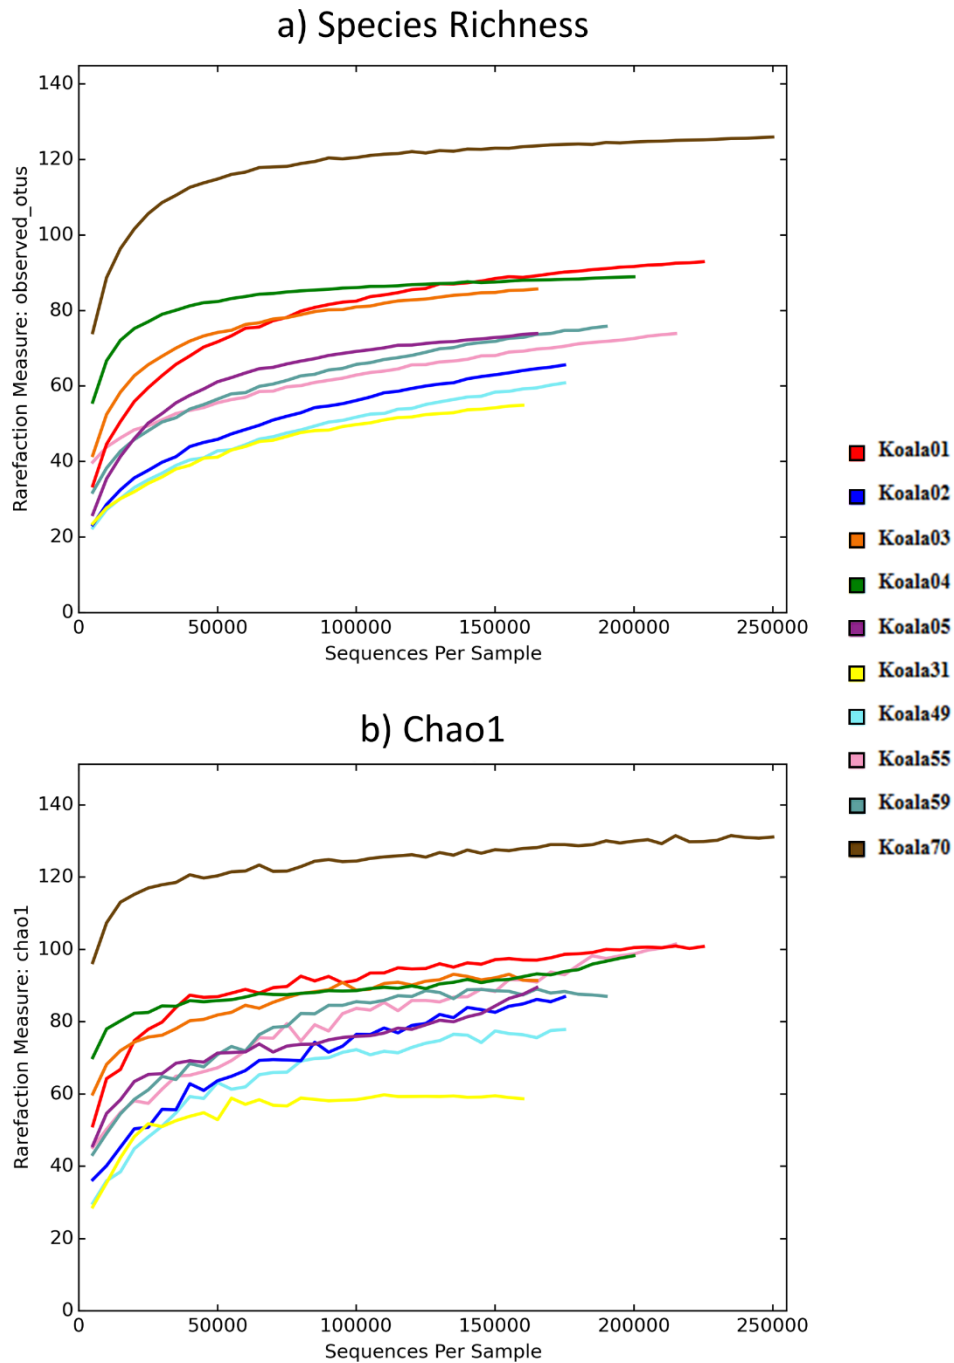 a) Species Richness
140
120
100
80
60
40
20
0
Rarefaction Measure: observed_otus
0 50000 100000 150000 200000 250000
Sequences Per Sample
Koala01
Koala02
Koala03
Koala04
Koala05
Koala31
Koala49
Koala55
Koala59
Koala70
b) Chao1
140
120
100
80
60
40
20
0
Rarefaction Measure: chao1
0 50000 100000 150000 200000 250000
Sequences Per Sample